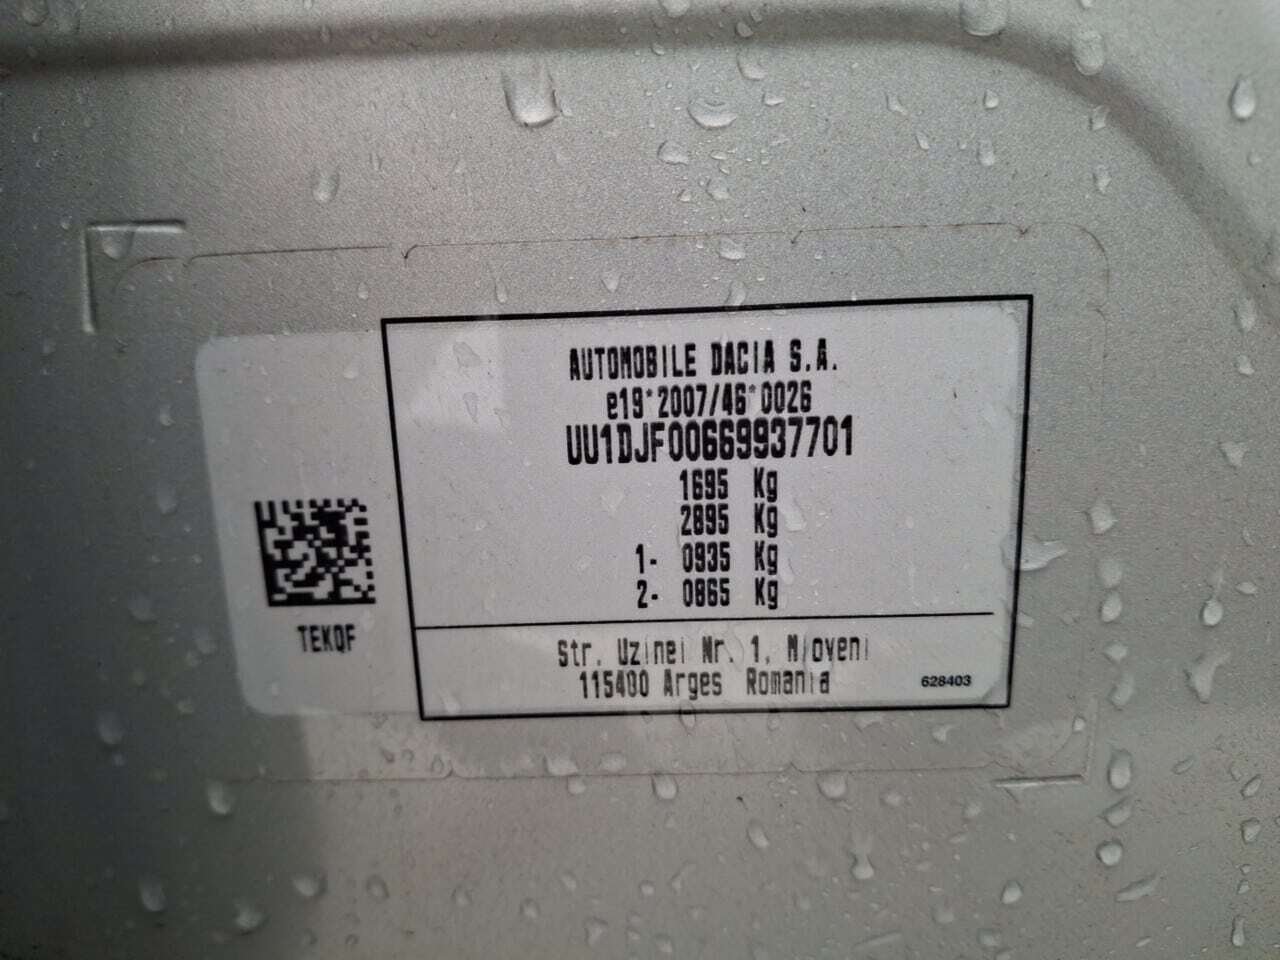 AUTOMOBILE DACIA S.A.
e19*2007/46*0026
UU1DJF00669937701
1695 Kg
2895 Kg
1- 0935 Kg
2- 0865 Kg
TEKQF
Str. Uzinei Nr. 1, Mioveni
115400 Arges Romania
628403